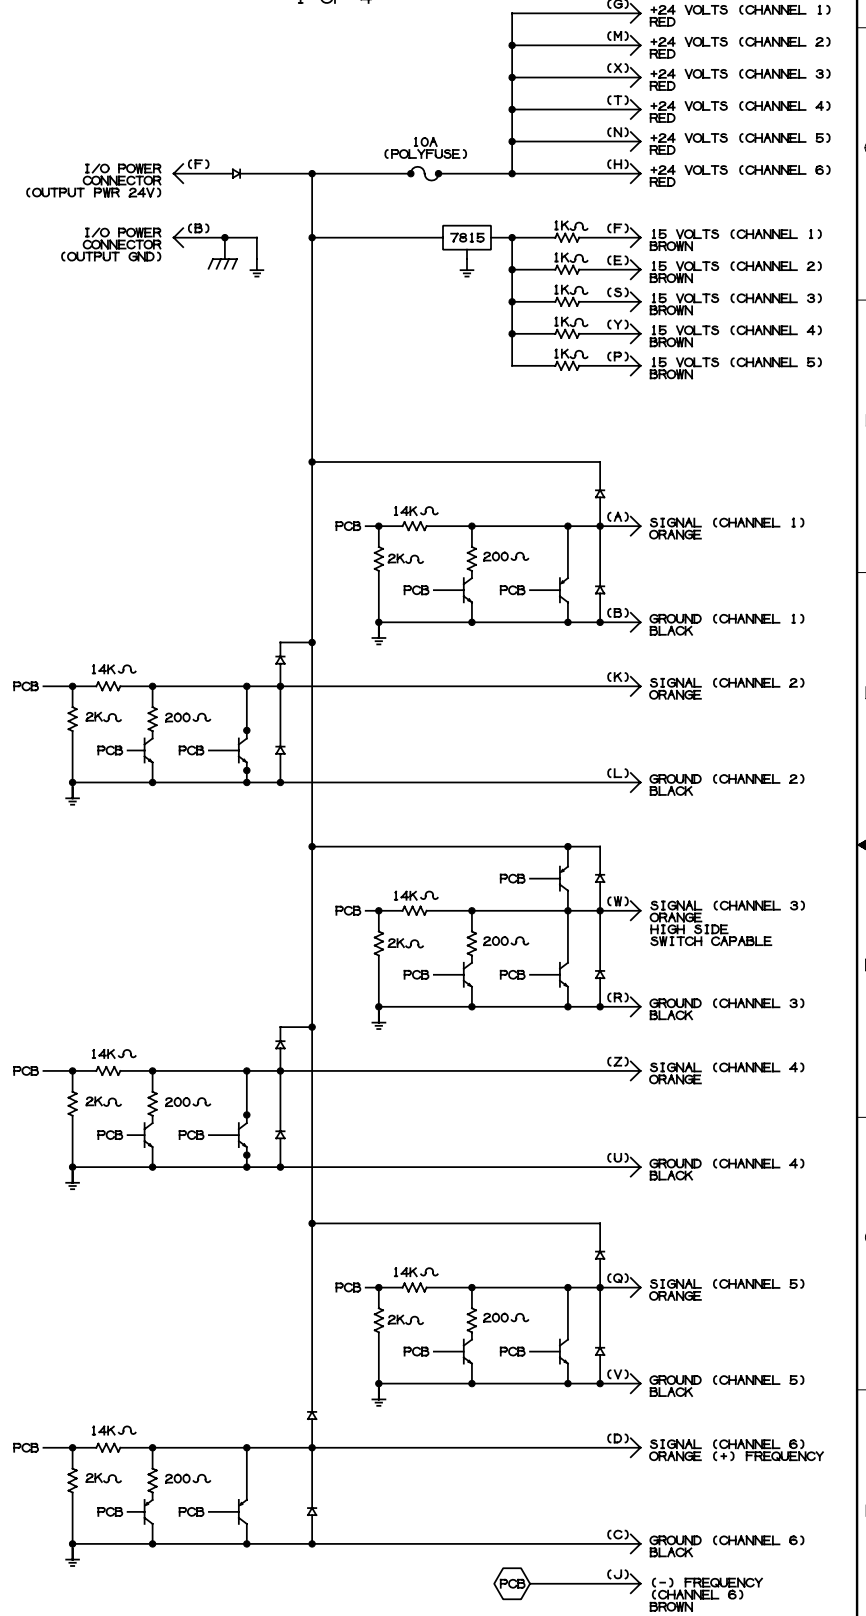 1 OF 4
(G) +24 VOLTS (CHANNEL 1)
RED
(M) +24 VOLTS (CHANNEL 2)
RED
(X) +24 VOLTS (CHANNEL 3)
RED
(T) +24 VOLTS (CHANNEL 4)
RED
(N) +24 VOLTS (CHANNEL 5)
RED
(H) +24 VOLTS (CHANNEL 6)
RED
10A
(POLYFUSE)
I/O POWER (F)
CONNECTOR
(OUTPUT PWR 24V)
I/O POWER (B)
CONNECTOR
(OUTPUT GND)
7815
1KΩ (F) 15 VOLTS (CHANNEL 1)
BROWN
1KΩ (E) 15 VOLTS (CHANNEL 2)
BROWN
1KΩ (S) 15 VOLTS (CHANNEL 3)
BROWN
1KΩ (Y) 15 VOLTS (CHANNEL 4)
BROWN
1KΩ (P) 15 VOLTS (CHANNEL 5)
BROWN
14KΩ
PCB (A) SIGNAL (CHANNEL 1)
ORANGE
2KΩ 200Ω
PCB PCB
(B) GROUND (CHANNEL 1)
BLACK
14KΩ
PCB (K) SIGNAL (CHANNEL 2)
ORANGE
2KΩ 200Ω
PCB PCB
(L) GROUND (CHANNEL 2)
BLACK
PCB
14KΩ
PCB (W) SIGNAL (CHANNEL 3)
ORANGE
HIGH SIDE
SWITCH CAPABLE
2KΩ 200Ω
PCB PCB
(R) GROUND (CHANNEL 3)
BLACK
14KΩ
PCB (Z) SIGNAL (CHANNEL 4)
ORANGE
2KΩ 200Ω
PCB PCB
(U) GROUND (CHANNEL 4)
BLACK
14KΩ
PCB (Q) SIGNAL (CHANNEL 5)
ORANGE
2KΩ 200Ω
PCB PCB
(V) GROUND (CHANNEL 5)
BLACK
14KΩ
PCB (D) SIGNAL (CHANNEL 6)
ORANGE (+) FREQUENCY
2KΩ 200Ω
PCB PCB
(C) GROUND (CHANNEL 6)
BLACK
PCB (J) (-) FREQUENCY
(CHANNEL 6)
BROWN